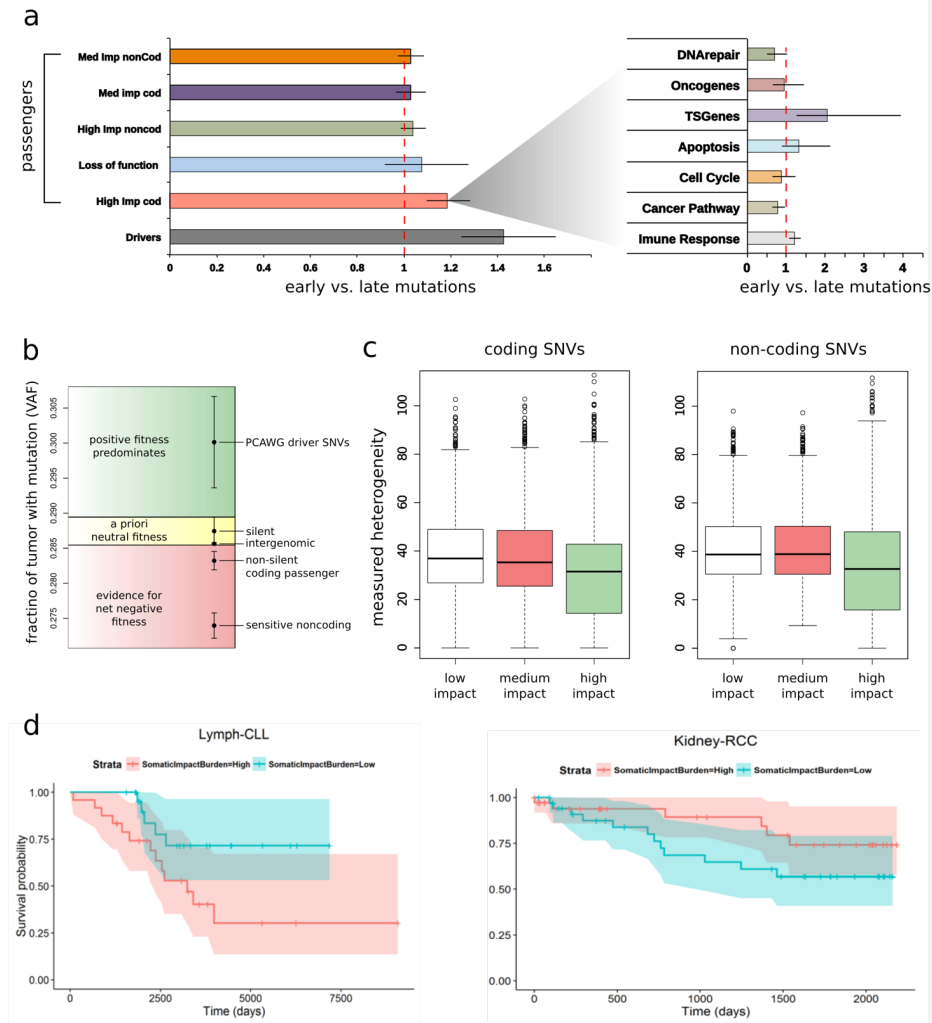 a
passengers
Med Imp nonCod
Med imp cod
High Imp noncod
Loss of function
High Imp cod
Drivers
0 0.2 0.4 0.6 0.8 1 1.2 1.4 1.6
early vs. late mutations
DNArepair
Oncogenes
TSGenes
Apoptosis
Cell Cycle
Cancer Pathway
Imune Response
0 1 2 3 4
early vs. late mutations
b
fractino of tumor with mutation (VAF)
0.305
0.300
0.295
0.290
0.285
0.280
0.275
positive fitness
predominates
a priori
neutral fitness
evidence for
net negative
fitness
PCAWG driver SNVs
silent
intergenomic
non-silent
coding passenger
sensitive noncoding
c
coding SNVs
measured heterogeneity
100
80
60
40
20
0
low
impact
medium
impact
high
impact
non-coding SNVs
100
80
60
40
20
0
low
impact
medium
impact
high
impact
d
Lymph-CLL
Strata SomaticImpactBurden=High SomaticImpactBurden=Low
Survival probability
1.00
0.75
0.50
0.25
0.00
0 2500 5000 7500
Time (days)
Kidney-RCC
Strata SomaticImpactBurden=High SomaticImpactBurden=Low
1.00
0.75
0.50
0.25
0.00
0 500 1000 1500 2000
Time (days)